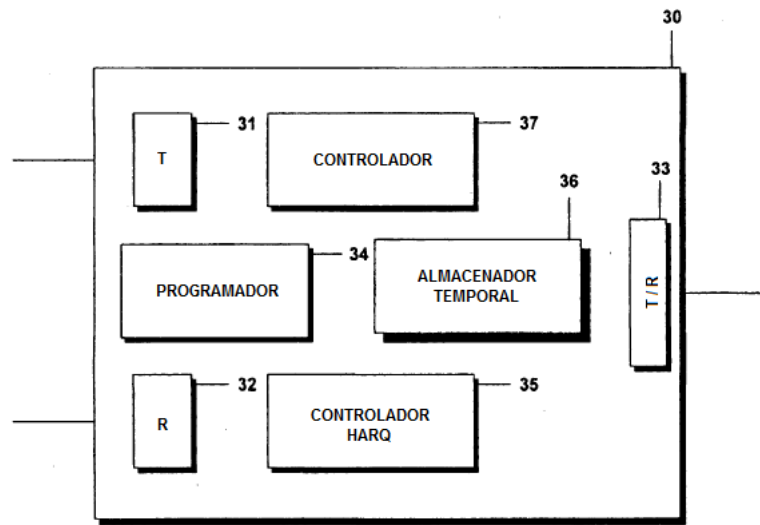 30
31
37
T
CONTROLADOR
36
33
34
PROGRAMADOR
ALMACENADOR
TEMPORAL
T / R
32
35
R
CONTROLADOR
HARQ